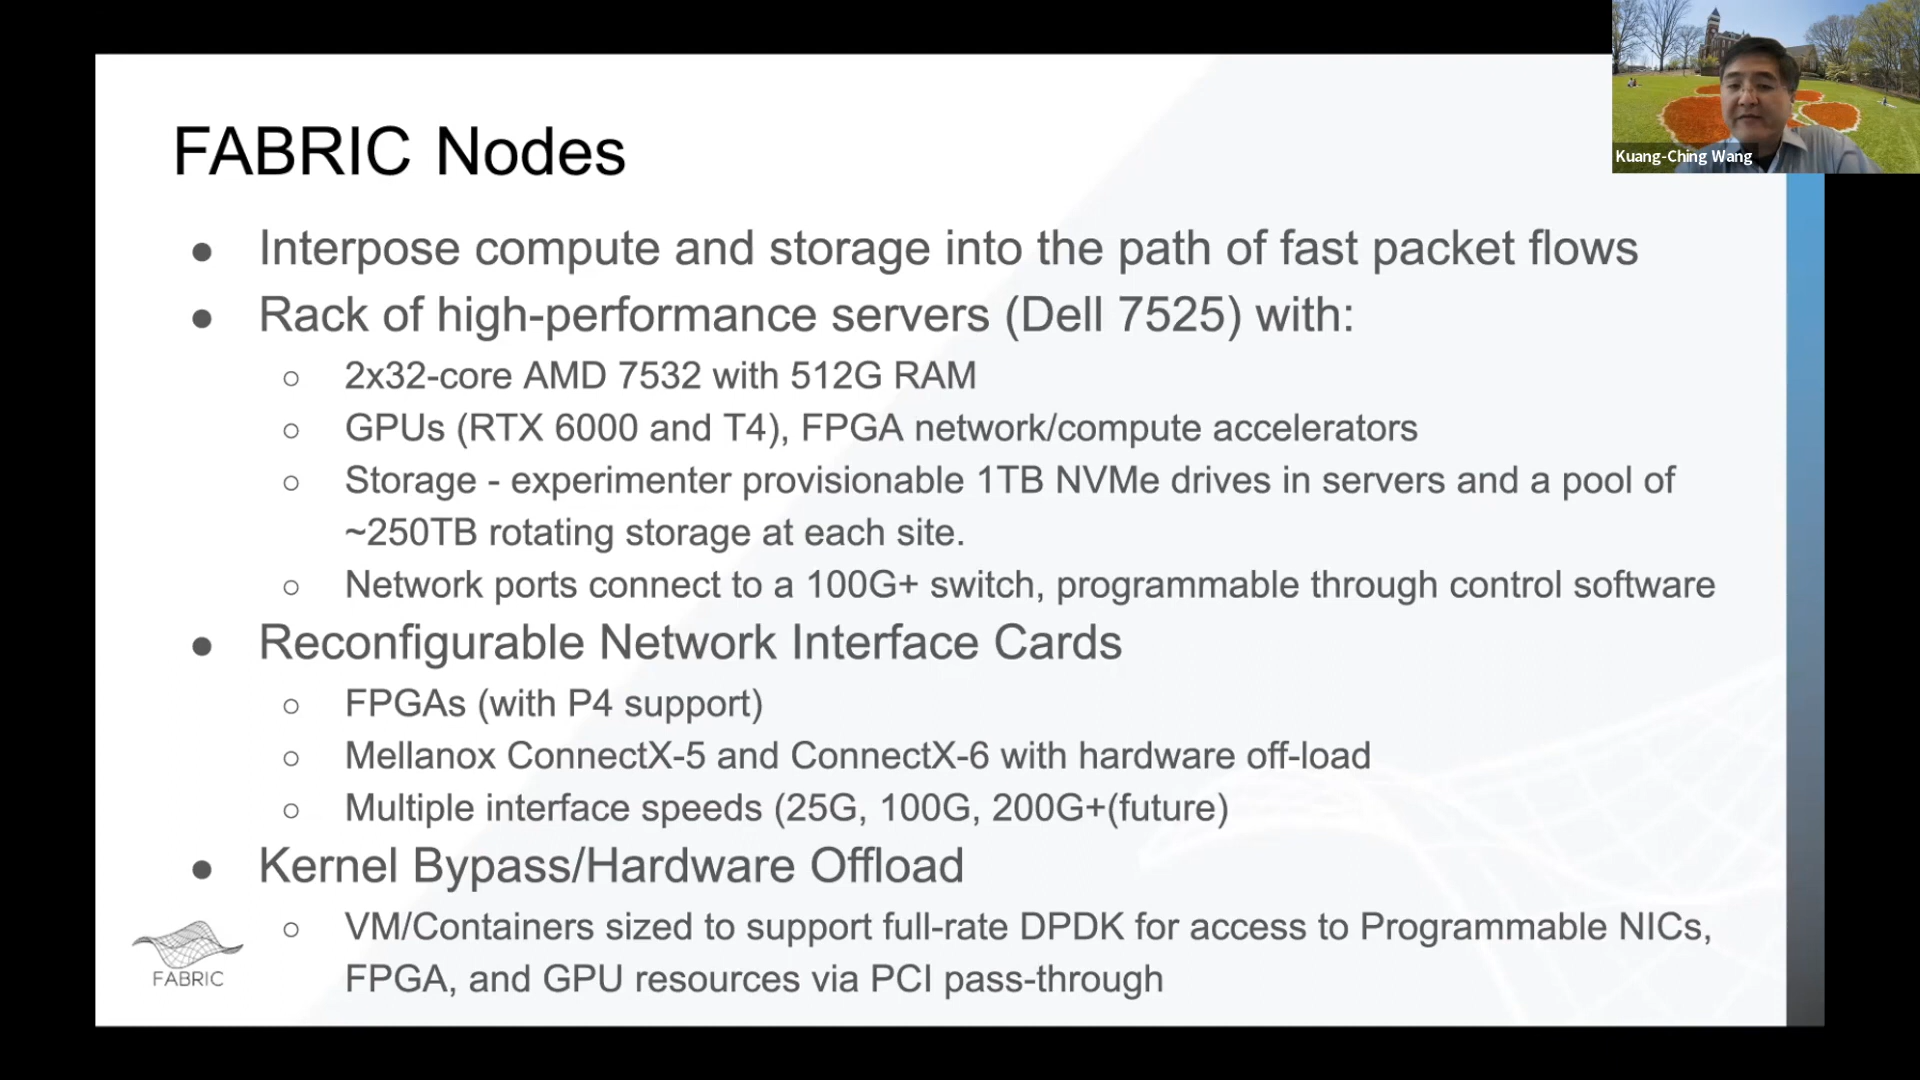 Kuang-Ching Wang
FABRIC Nodes
● Interpose compute and storage into the path of fast packet flows
● Rack of high-performance servers (Dell 7525) with:
○ 2x32-core AMD 7532 with 512G RAM
○ GPUs (RTX 6000 and T4), FPGA network/compute accelerators
○ Storage - experimenter provisionable 1TB NVMe drives in servers and a pool of
~250TB rotating storage at each site.
○ Network ports connect to a 100G+ switch, programmable through control software
● Reconfigurable Network Interface Cards
○ FPGAs (with P4 support)
○ Mellanox ConnectX-5 and ConnectX-6 with hardware off-load
○ Multiple interface speeds (25G, 100G, 200G+(future)
● Kernel Bypass/Hardware Offload
○ VM/Containers sized to support full-rate DPDK for access to Programmable NICs,
FPGA, and GPU resources via PCI pass-through
FABRIC